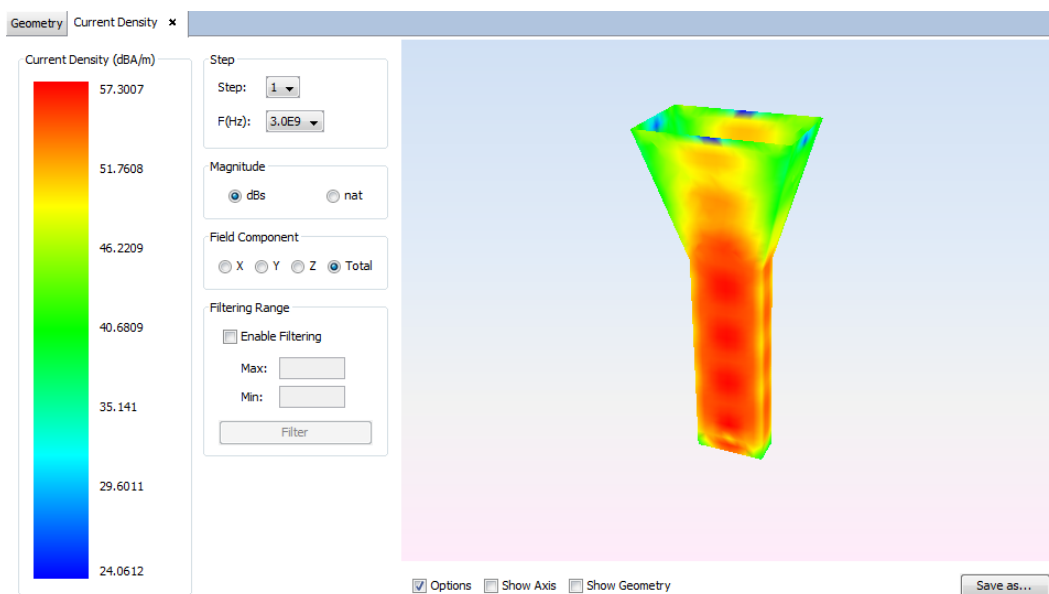 Geometry Current Density ×
Current Density (dBA/m)
57.3007
51.7608
46.2209
40.6809
35.141
29.6011
24.0612
Step
Step: 1
F(Hz): 3.0E9
Magnitude
dBs nat
Field Component
X Y Z Total
Filtering Range
Enable Filtering
Max:
Min:
Filter
Options Show Axis Show Geometry Save as...